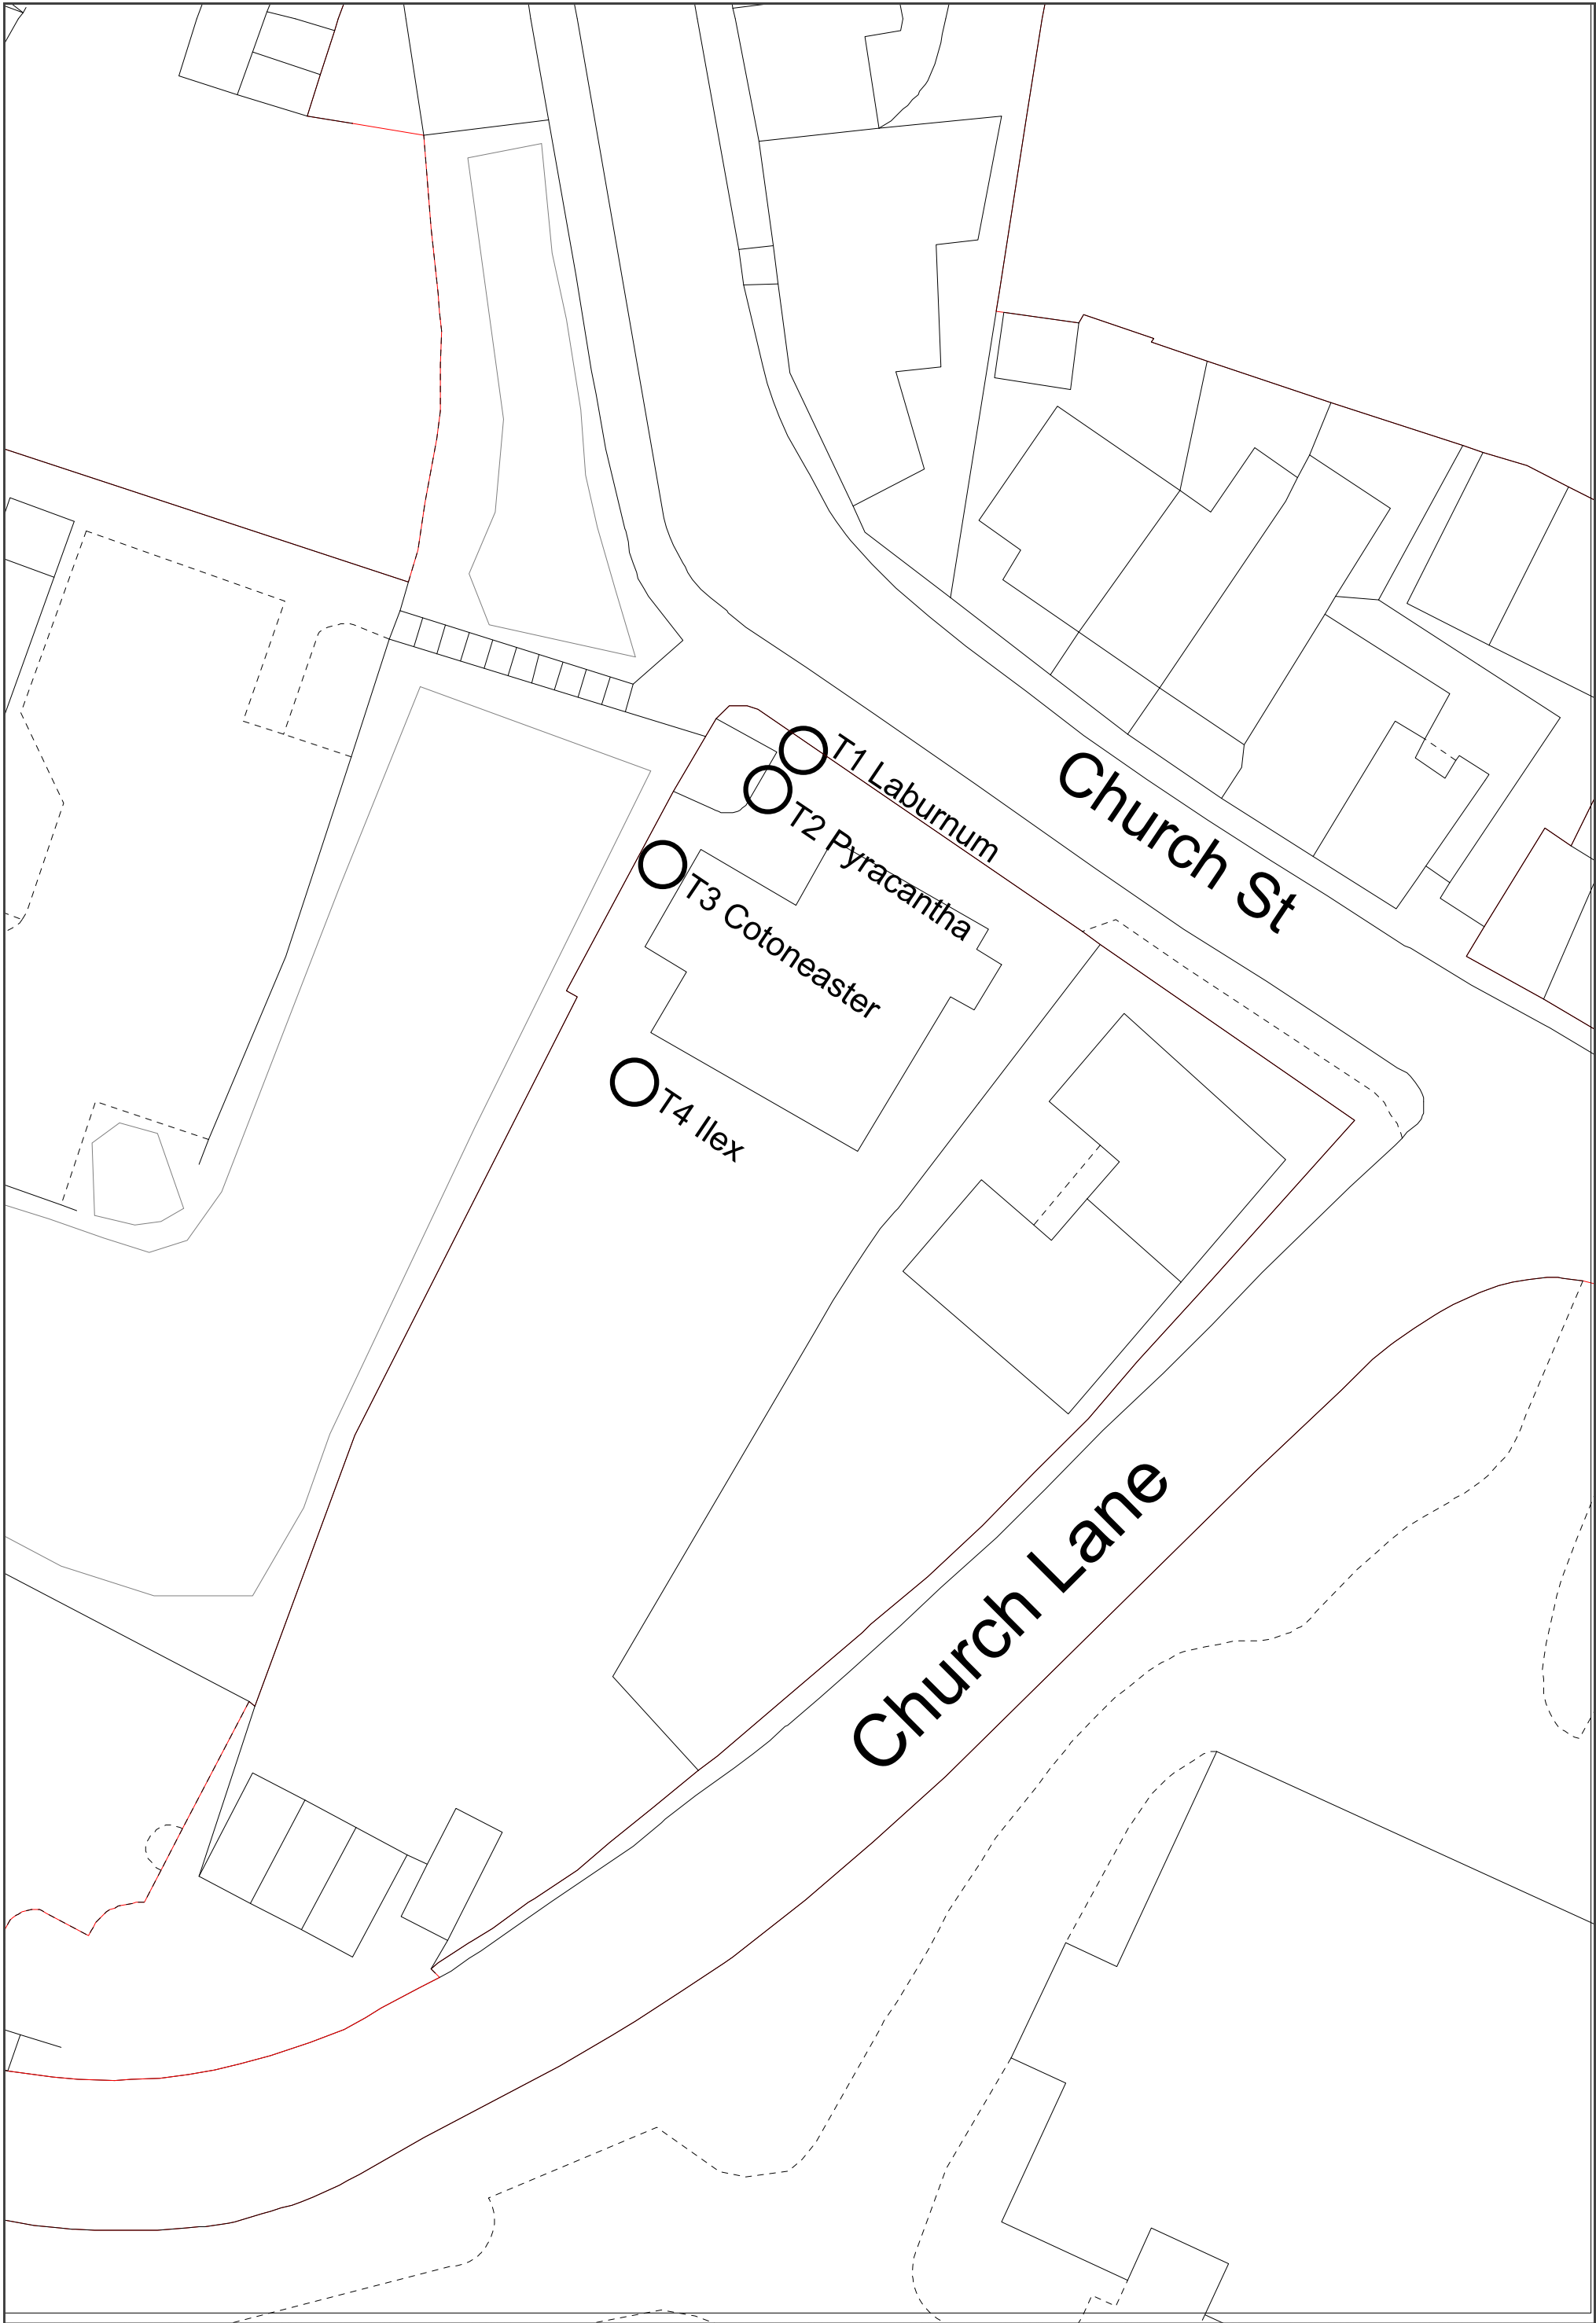 T1 Laburnum
T2 Pyracantha
T3 Cotoneaster
T4 Ilex
Church St
Church Lane